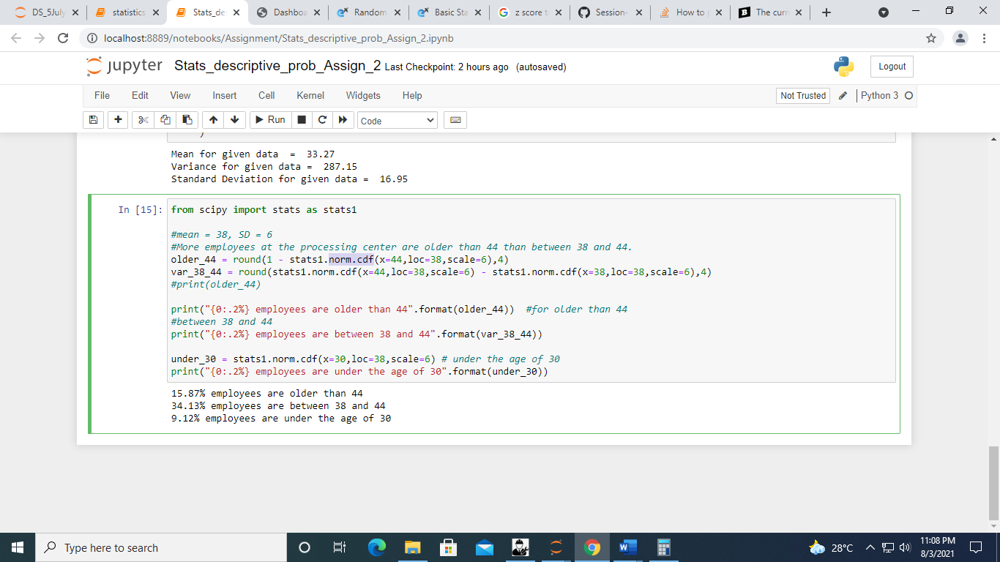 DS_5July
statistics
Stats_de
Dashboa
Random
Basic Sta
z score t
Session-
How to
The curr
localhost:8889/notebooks/Assignment/Stats_descriptive_prob_Assign_2.ipynb
jupyter Stats_descriptive_prob_Assign_2 Last Checkpoint: 2 hours ago (autosaved)
Logout
File Edit View Insert Cell Kernel Widgets Help
Not Trusted
Python 3
Run
Code
)
Mean for given data  =  33.27
Variance for given data =  287.15
Standard Deviation for given data =  16.95
In [15]:
from scipy import stats as stats1
#mean = 38, SD = 6
#More employees at the processing center are older than 44 than between 38 and 44.
older_44 = round(1 - stats1.norm.cdf(x=44,loc=38,scale=6),4)
var_38_44 = round(stats1.norm.cdf(x=44,loc=38,scale=6) - stats1.norm.cdf(x=38,loc=38,scale=6),4)
#print(older_44)
print("{0:.2%} employees are older than 44".format(older_44))  #for older than 44
#between 38 and 44
print("{0:.2%} employees are between 38 and 44".format(var_38_44))
under_30 = stats1.norm.cdf(x=30,loc=38,scale=6) # under the age of 30
print("{0:.2%} employees are under the age of 30".format(under_30))
15.87% employees are older than 44
34.13% employees are between 38 and 44
9.12% employees are under the age of 30
Type here to search
28°C
11:08 PM
8/3/2021